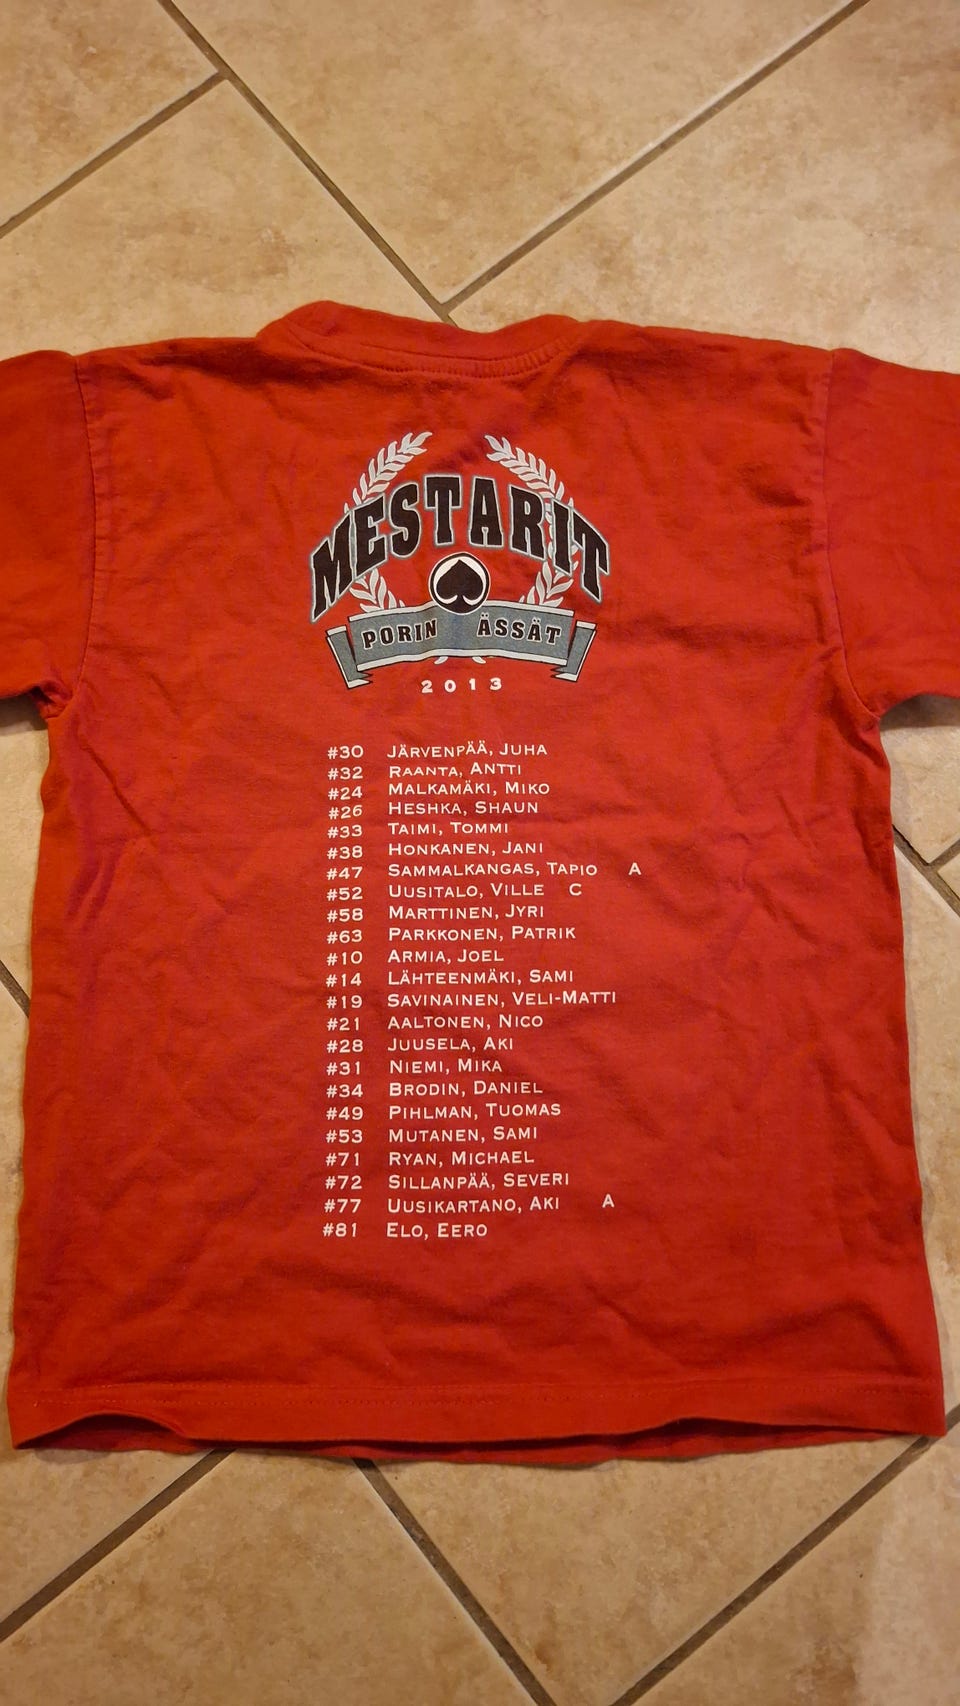 MESTARIT
PORIN ÄSSÄT
2013
#30 JÄRVENPÄÄ, JUHA
#32 RAANTA, ANTTI
#24 MALKAMÄKI, MIKO
#26 HESHKA, SHAUN
#33 TAIMI, TOMMI
#38 HONKANEN, JANI
#47 SAMMALKANGAS, TAPIO A
#52 UUSITALO, VILLE C
#58 MARTTINEN, JYRI
#63 PARKKONEN, PATRIK
#10 ARMIA, JOEL
#14 LÄHTEENMÄKI, SAMI
#19 SAVINAINEN, VELI-MATTI
#21 AALTONEN, NICO
#28 JUUSELA, AKI
#31 NIEMI, MIKA
#34 BRODIN, DANIEL
#49 PIHLMAN, TUOMAS
#53 MUTANEN, SAMI
#71 RYAN, MICHAEL
#72 SILLANPÄÄ, SEVERI
#77 UUSIKARTANO, AKI A
#81 ELO, EERO